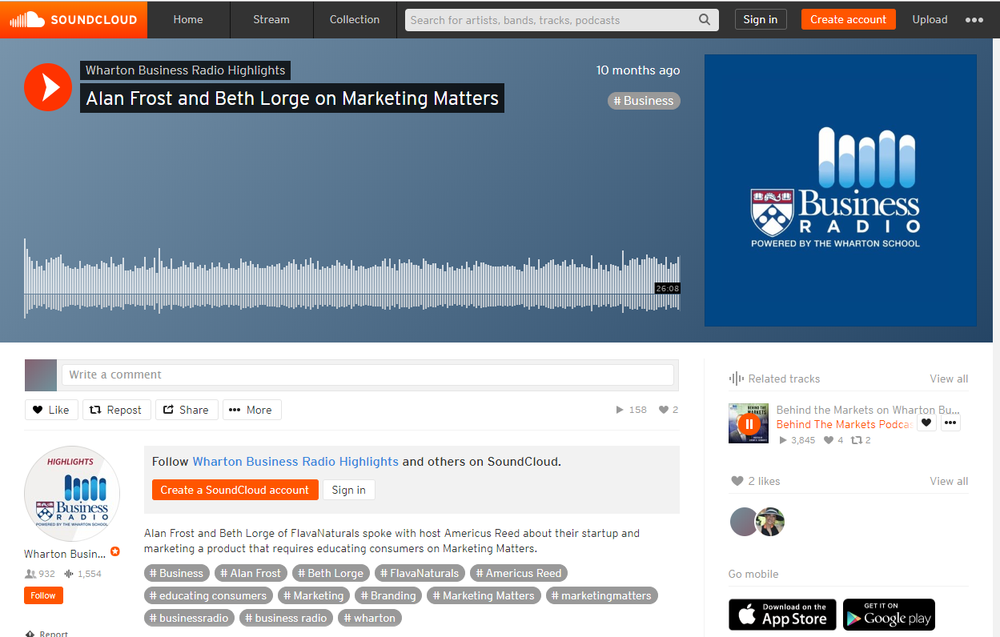 SOUNDCLOUD
Home
Stream
Collection
Search for artists, bands, tracks, podcasts
Sign in
Create account
Upload
Wharton Business Radio Highlights
10 months ago
Alan Frost and Beth Lorge on Marketing Matters
# Business
Business
RADIO
POWERED BY THE WHARTON SCHOOL
26:08
Write a comment
Like
Repost
Share
More
158
2
HIGHLIGHTS
Business
RADIO
POWERED BY THE WHARTON SCHOOL
Wharton Busin...
932
1,554
Follow
Report
Follow Wharton Business Radio Highlights and others on SoundCloud.
Create a SoundCloud account
Sign in
Alan Frost and Beth Lorge of FlavaNaturals spoke with host Americus Reed about their startup and
marketing a product that requires educating consumers on Marketing Matters.
# Business # Alan Frost # Beth Lorge # FlavaNaturals # Americus Reed
# educating consumers # Marketing # Branding # Marketing Matters # marketingmatters
# businessradio # business radio # wharton
Related tracks
View all
BEHIND THE
MARKETS
Behind the Markets on Wharton Bu...
Behind The Markets Podcas
3,845
4
2
2 likes
View all
Go mobile
Download on the
App Store
GET IT ON
Google play